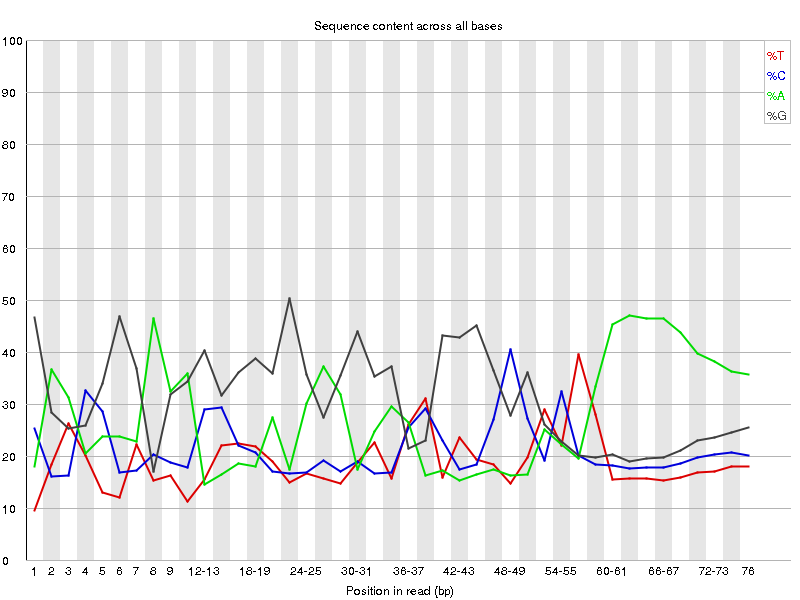 Sequence content across all bases
100
90
80
70
60
50
40
30
20
10
0
%T
%C
%A
%G
1 2 3 4 5 6 7 8 9 12-13 18-19 24-25 30-31 36-37 42-43 48-49 54-55 60-61 66-67 72-73 76
Position in read (bp)